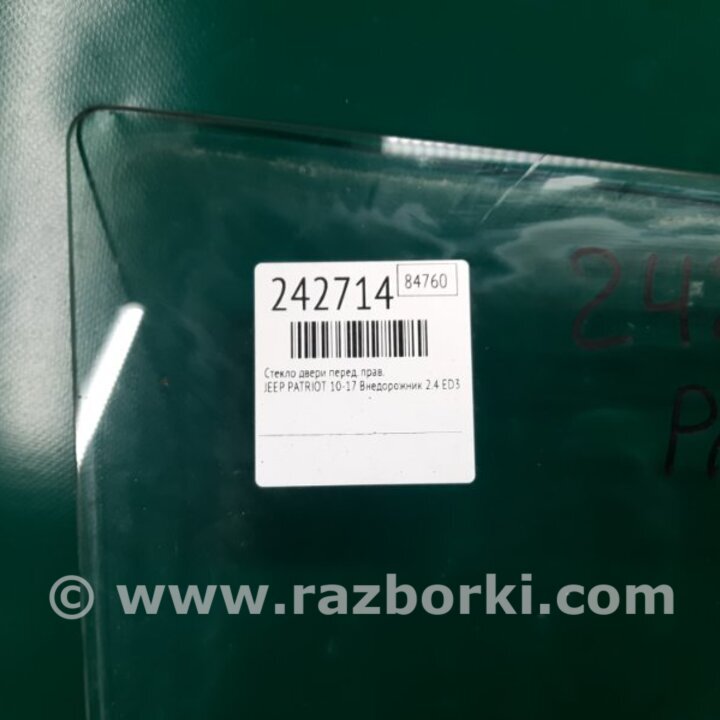 242714
84760
Стекло двери перед. прав.
JEEP PATRIOT 10-17 Внедорожник 2.4 ED3
© www.razborki.com